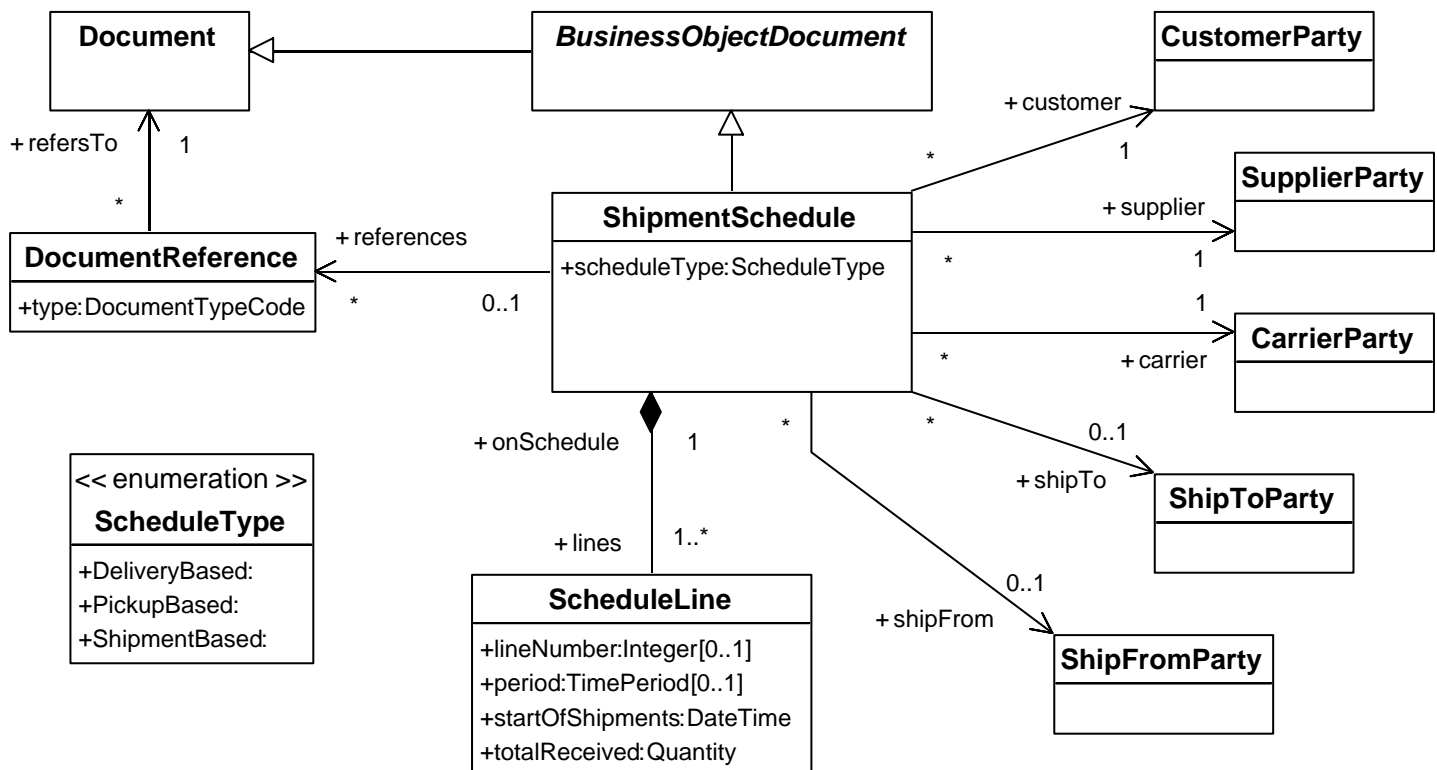 Document
BusinessObjectDocument
CustomerParty
+ customer
+ refersTo
1
*
1
SupplierParty
*
ShipmentSchedule
+ supplier
DocumentReference
+ references
+scheduleType:ScheduleType
*
1
+type:DocumentTypeCode
*
0..1
1
CarrierParty
*
+ carrier
+ onSchedule
1
*
*
0..1
<< enumeration >>
ScheduleType
+ shipTo
ShipToParty
+DeliveryBased:
+PickupBased:
+ShipmentBased:
+ lines
1..*
ScheduleLine
0..1
+ shipFrom
+lineNumber:Integer[0..1]
+period:TimePeriod[0..1]
+startOfShipments:DateTime
+totalReceived:Quantity
ShipFromParty